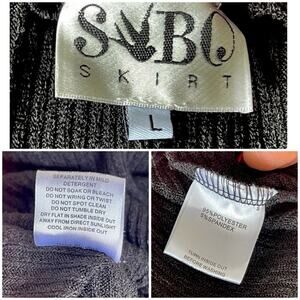 SABO
SKIRT
L
SEPARATELY IN MILD
DETERGENT
DO NOT SOAK OR BLEACH
DO NOT WRING OR TWIST
DO NOT SPOT CLEAN
DO NOT TUMBLE DRY
DRY FLAT IN SHADE INSIDE OUT
AWAY FROM DIRECT SUNLIGHT
COOL IRON INSIDE OUT
95%POLYESTER
5%SPANDEX
TURN INSIDE OUT
BEFORE WASHING